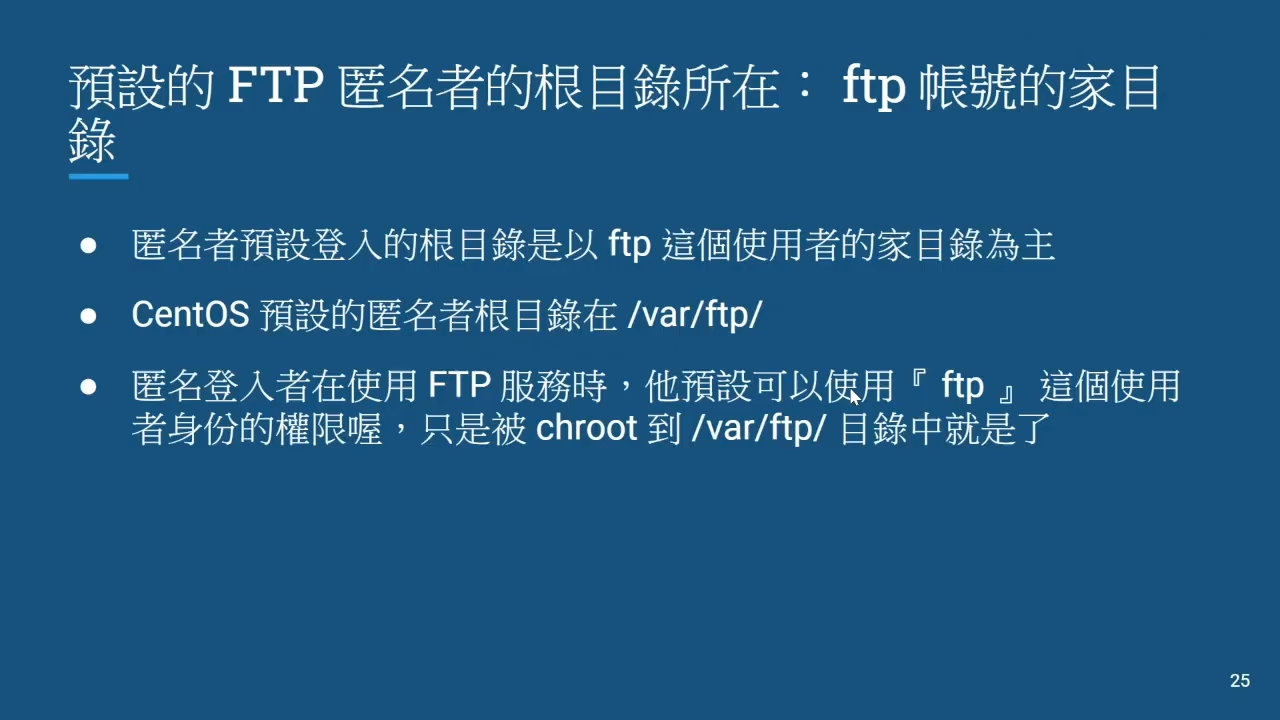 預設的 FTP 匿名者的根目錄所在： ftp 帳號的家目
錄
● 匿名者預設登入的根目錄是以 ftp 這個使用者的家目錄為主
● CentOS 預設的匿名者根目錄在 /var/ftp/
● 匿名登入者在使用 FTP 服務時，他預設可以使用『 ftp 』 這個使用
者身份的權限喔，只是被 chroot 到 /var/ftp/ 目錄中就是了
25